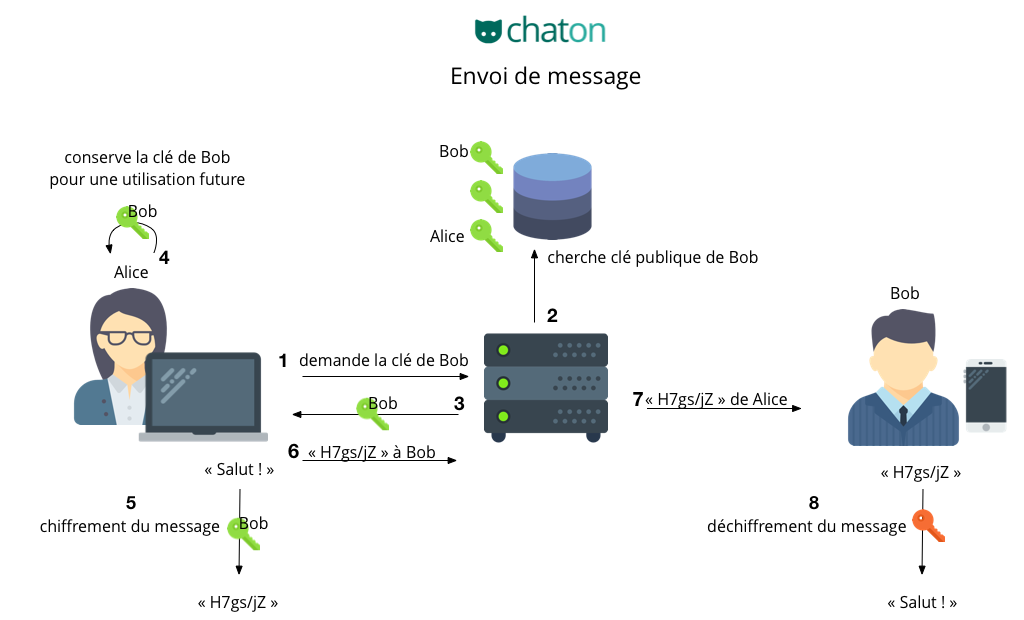 chaton
Envoi de message
conserve la clé de Bob
pour une utilisation future
Bob
4
Alice
Bob
Alice
cherche clé publique de Bob
2
Bob
1 demande la clé de Bob
Bob
3
6 « H7gs/jZ » à Bob
7 « H7gs/jZ » de Alice
« Salut ! »
5
chiffrement du message
Bob
« H7gs/jZ »
« H7gs/jZ »
8
déchiffrement du message
« Salut ! »